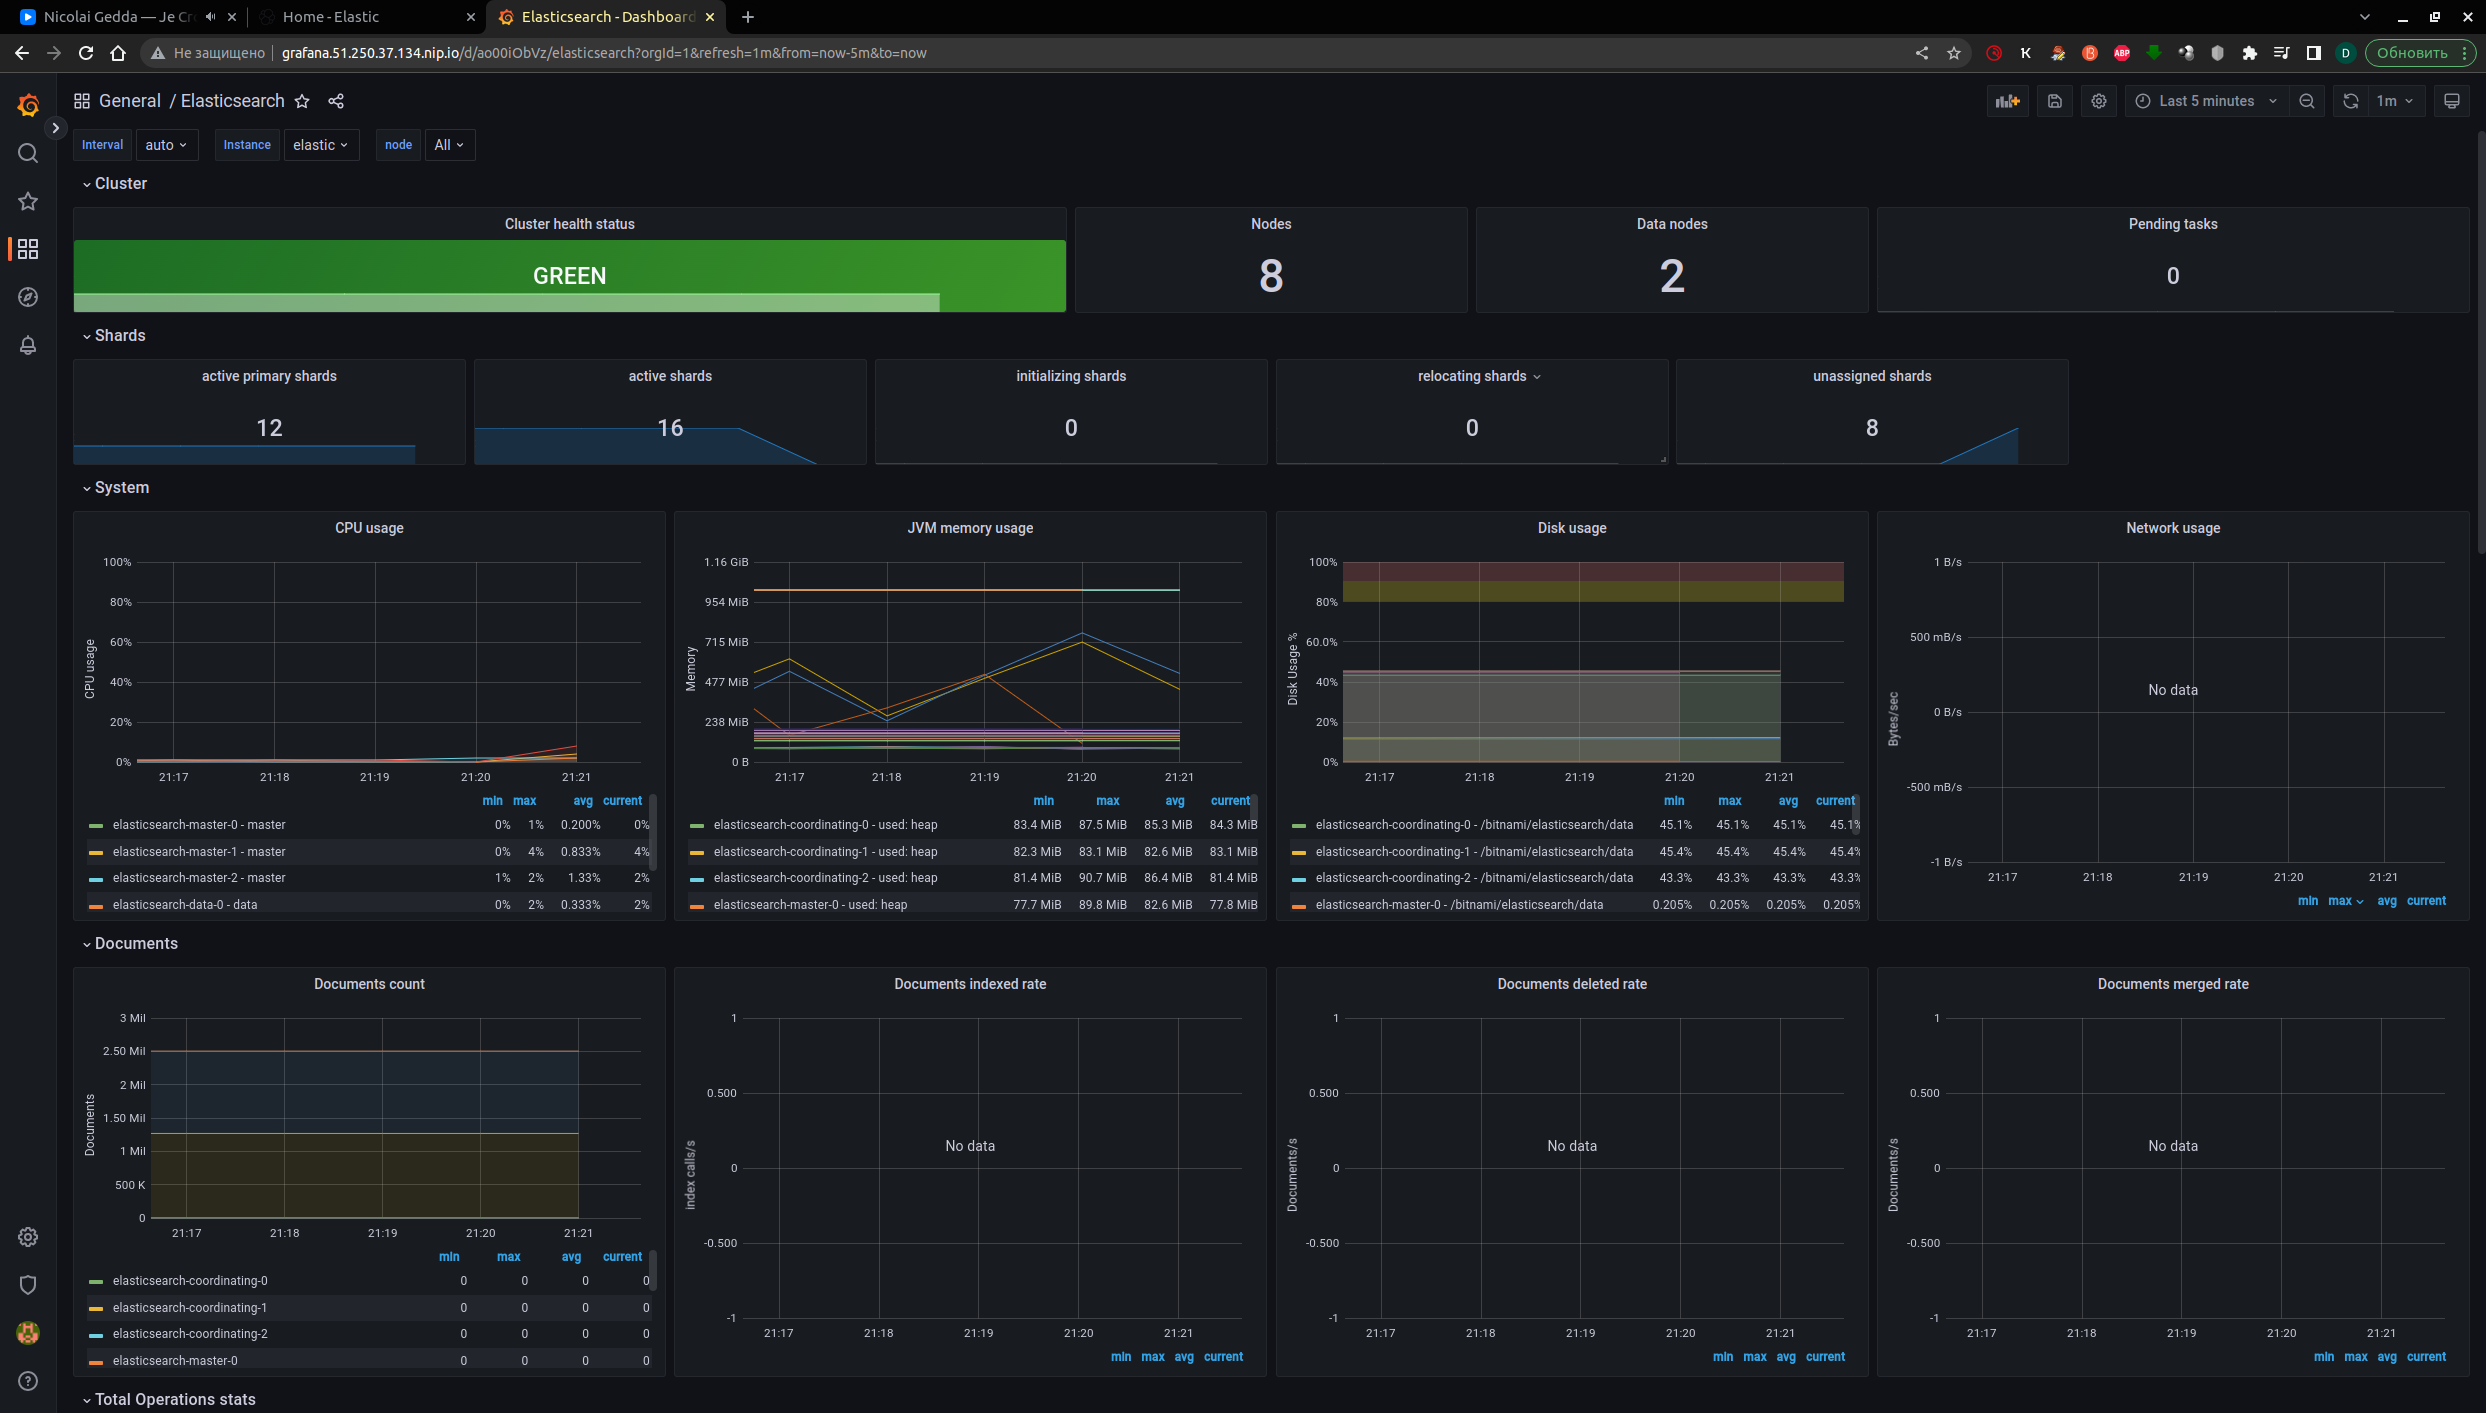 Nicolai Gedda — Je Cr
Home - Elastic
Elasticsearch - Dashboard
Не защищено
grafana.51.250.37.134.nip.io/d/ao00iObVz/elasticsearch?orgId=1&refresh=1m&from=now-5m&to=now
ABP
D
Обновить
General / Elasticsearch
Last 5 minutes
1m
Interval auto
Instance elastic
node All
Cluster
Cluster health status
GREEN
Nodes
8
Data nodes
2
Pending tasks
0
Shards
active primary shards
12
active shards
16
initializing shards
0
relocating shards
0
unassigned shards
8
System
CPU usage
CPU usage
100%
80%
60%
40%
20%
0%
21:17 21:18 21:19 21:20 21:21
min max avg current
elasticsearch-master-0 - master 0% 1% 0.200% 0%
elasticsearch-master-1 - master 0% 4% 0.833% 4%
elasticsearch-master-2 - master 1% 2% 1.33% 2%
elasticsearch-data-0 - data 0% 2% 0.333% 2%
JVM memory usage
Memory
1.16 GiB
954 MiB
715 MiB
477 MiB
238 MiB
0 B
21:17 21:18 21:19 21:20 21:21
min max avg current
elasticsearch-coordinating-0 - used: heap 83.4 MiB 87.5 MiB 85.3 MiB 84.3 MiB
elasticsearch-coordinating-1 - used: heap 82.3 MiB 83.1 MiB 82.6 MiB 83.1 MiB
elasticsearch-coordinating-2 - used: heap 81.4 MiB 90.7 MiB 86.4 MiB 81.4 MiB
elasticsearch-master-0 - used: heap 77.7 MiB 89.8 MiB 82.6 MiB 77.8 MiB
Disk usage
Disk Usage %
100%
80%
60.0%
40%
20%
0%
21:17 21:18 21:19 21:20 21:21
min max avg current
elasticsearch-coordinating-0 - /bitnami/elasticsearch/data 45.1% 45.1% 45.1% 45.1%
elasticsearch-coordinating-1 - /bitnami/elasticsearch/data 45.4% 45.4% 45.4% 45.4%
elasticsearch-coordinating-2 - /bitnami/elasticsearch/data 43.3% 43.3% 43.3% 43.3%
elasticsearch-master-0 - /bitnami/elasticsearch/data 0.205% 0.205% 0.205% 0.205%
Network usage
Bytes/sec
1 B/s
500 mB/s
0 B/s
-500 mB/s
-1 B/s
No data
21:17 21:18 21:19 21:20 21:21
min max avg current
Documents
Documents count
Documents
3 Mil
2.50 Mil
2 Mil
1.50 Mil
1 Mil
500 K
0
21:17 21:18 21:19 21:20 21:21
min max avg current
elasticsearch-coordinating-0 0 0 0 0
elasticsearch-coordinating-1 0 0 0 0
elasticsearch-coordinating-2 0 0 0 0
elasticsearch-master-0 0 0 0 0
Documents indexed rate
index calls/s
1
0.500
0
-0.500
-1
No data
21:17 21:18 21:19 21:20 21:21
min max avg current
Documents deleted rate
Documents/s
1
0.500
0
-0.500
-1
No data
21:17 21:18 21:19 21:20 21:21
min max avg current
Documents merged rate
Documents/s
1
0.500
0
-0.500
-1
No data
21:17 21:18 21:19 21:20 21:21
min max avg current
Total Operations stats